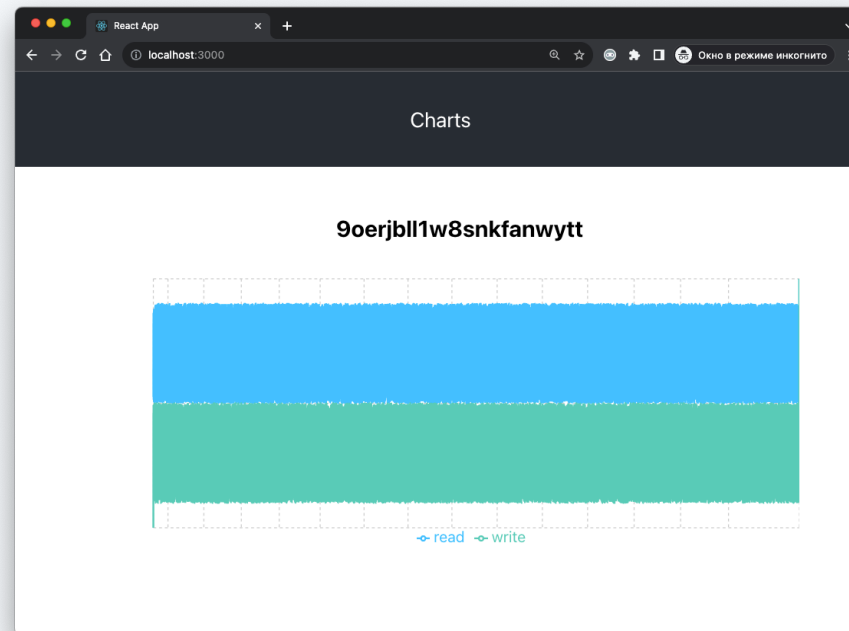 React App
localhost:3000
Окно в режиме инкогнито
Charts
9oerjbll1w8snkfanwytt
read write